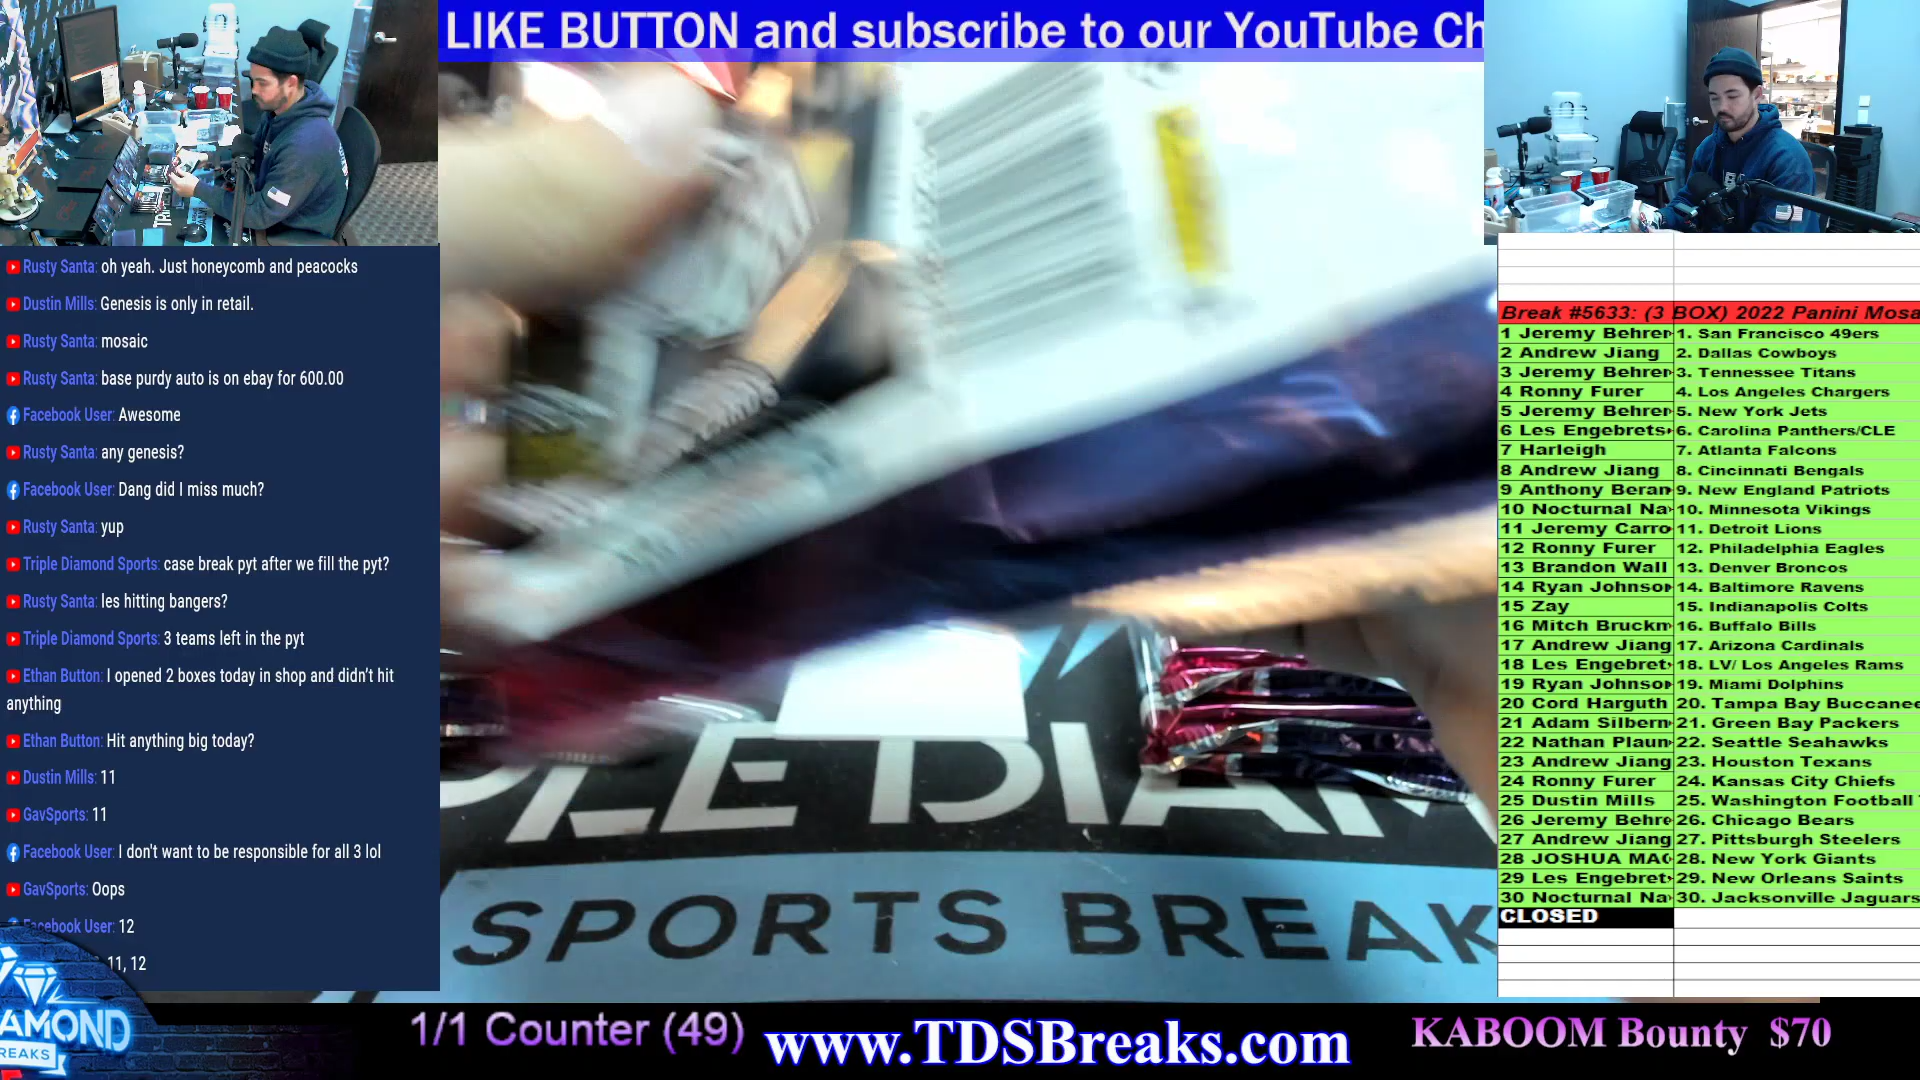 LIKE BUTTON and subscribe to our YouTube Ch
Rusty Santa: oh yeah. Just honeycomb and peacocks
Dustin Mills: Genesis is only in retail.
Rusty Santa: mosaic
Rusty Santa: base purdy auto is on ebay for 600.00
Facebook User: Awesome
Rusty Santa: any genesis?
Facebook User: Dang did I miss much?
Rusty Santa: yup
Triple Diamond Sports: case break pyt after we fill the pyt?
Rusty Santa: les hitting bangers?
Triple Diamond Sports: 3 teams left in the pyt
Ethan Button: I opened 2 boxes today in shop and didn't hit
anything
Ethan Button: Hit anything big today?
Dustin Mills: 11
GavSports: 11
Facebook User: I don't want to be responsible for all 3 lol
GavSports: Oops
Facebook User: 12
11, 12
AMOND
REAKS
PLE DIAM
SPORTS BREAK
Break #5633: (3 BOX) 2022 Panini Mosa
1 Jeremy Behren 1. San Francisco 49ers
2 Andrew Jiang 2. Dallas Cowboys
3 Jeremy Behren 3. Tennessee Titans
4 Ronny Furer 4. Los Angeles Chargers
5 Jeremy Behren 5. New York Jets
6 Les Engebrets 6. Carolina Panthers/CLE
7 Harleigh 7. Atlanta Falcons
8 Andrew Jiang 8. Cincinnati Bengals
9 Anthony Beran 9. New England Patriots
10 Nocturnal Na 10. Minnesota Vikings
11 Jeremy Carro 11. Detroit Lions
12 Ronny Furer 12. Philadelphia Eagles
13 Brandon Wall 13. Denver Broncos
14 Ryan Johnson 14. Baltimore Ravens
15 Zay 15. Indianapolis Colts
16 Mitch Bruckm 16. Buffalo Bills
17 Andrew Jiang 17. Arizona Cardinals
18 Les Engebret 18. LV/ Los Angeles Rams
19 Ryan Johnson 19. Miami Dolphins
20 Cord Harguth 20. Tampa Bay Buccanee
21 Adam Silbern 21. Green Bay Packers
22 Nathan Plaun 22. Seattle Seahawks
23 Andrew Jiang 23. Houston Texans
24 Ronny Furer 24. Kansas City Chiefs
25 Dustin Mills 25. Washington Football
26 Jeremy Behre 26. Chicago Bears
27 Andrew Jiang 27. Pittsburgh Steelers
28 JOSHUA MAC 28. New York Giants
29 Les Engebret 29. New Orleans Saints
30 Nocturnal Na 30. Jacksonville Jaguars
CLOSED
1/1 Counter (49)
www.TDSBreaks.com
KABOOM Bounty $70